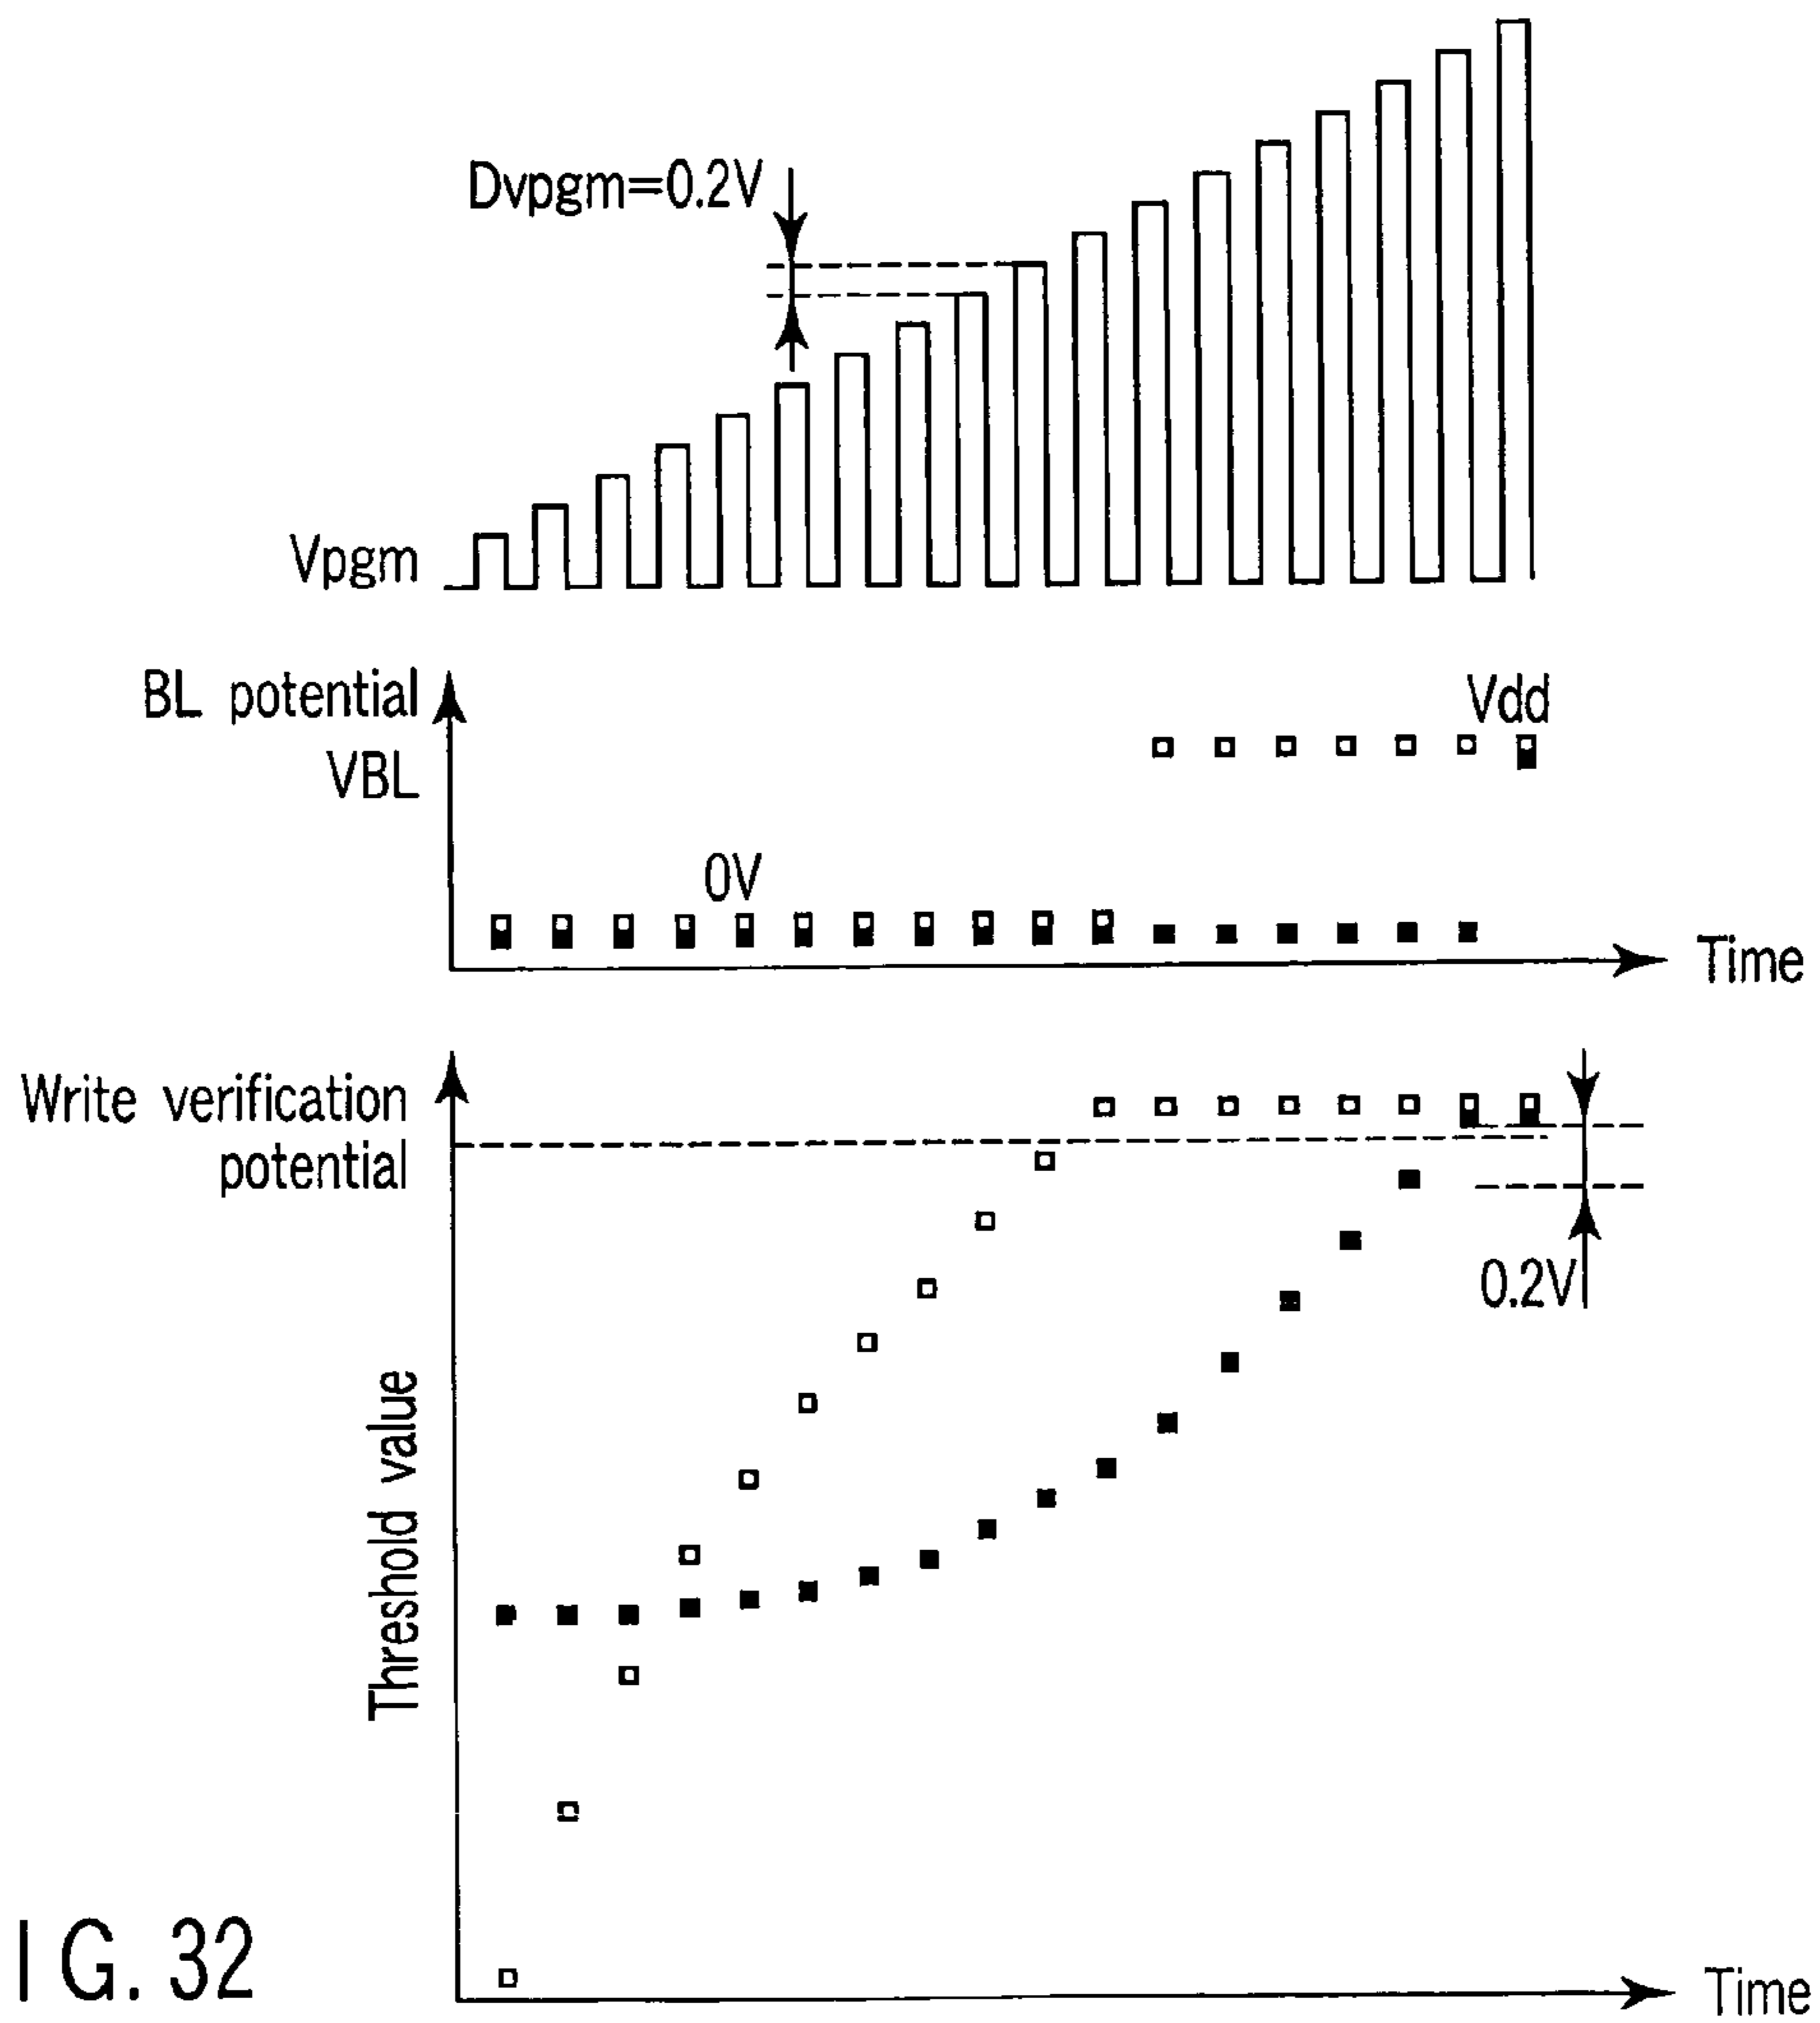 Dvpgm=0.2V
Vpgm
BL potential
VBL
Vdd
0V
Time
Write verification
potential
0.2V
Threshold value
Time
IG. 32